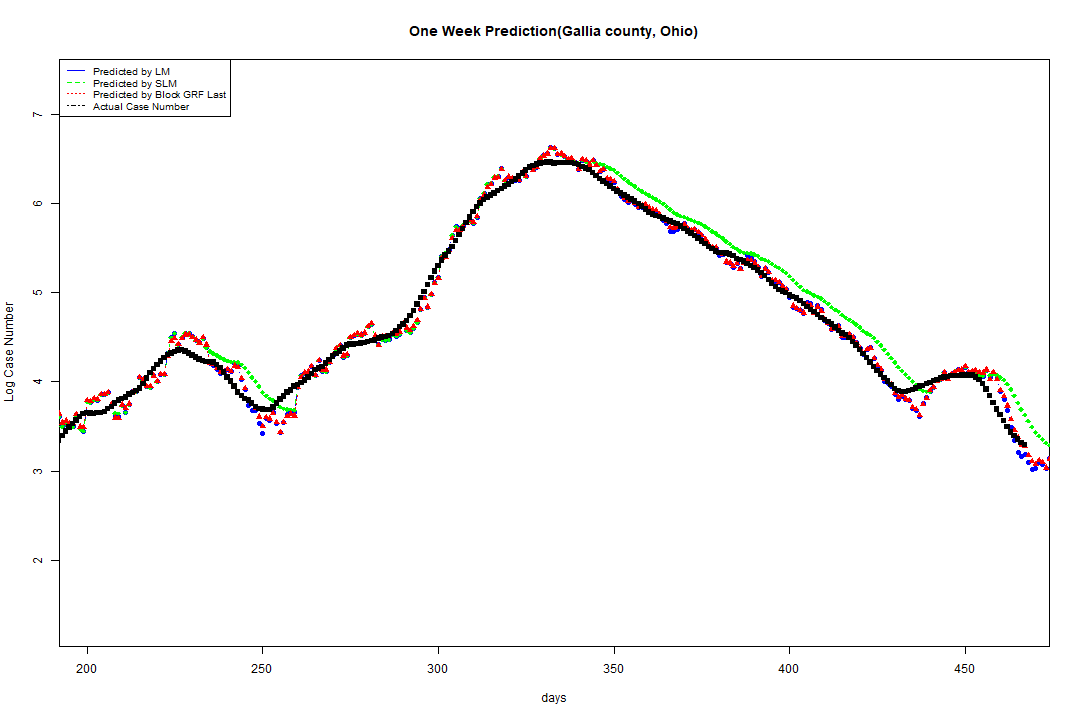 One Week Prediction(Gallia county, Ohio)
Predicted by LM
Predicted by SLM
Predicted by Block GRF Last
Actual Case Number
7
6
5
4
3
2
Log Case Number
200 250 300 350 400 450
days